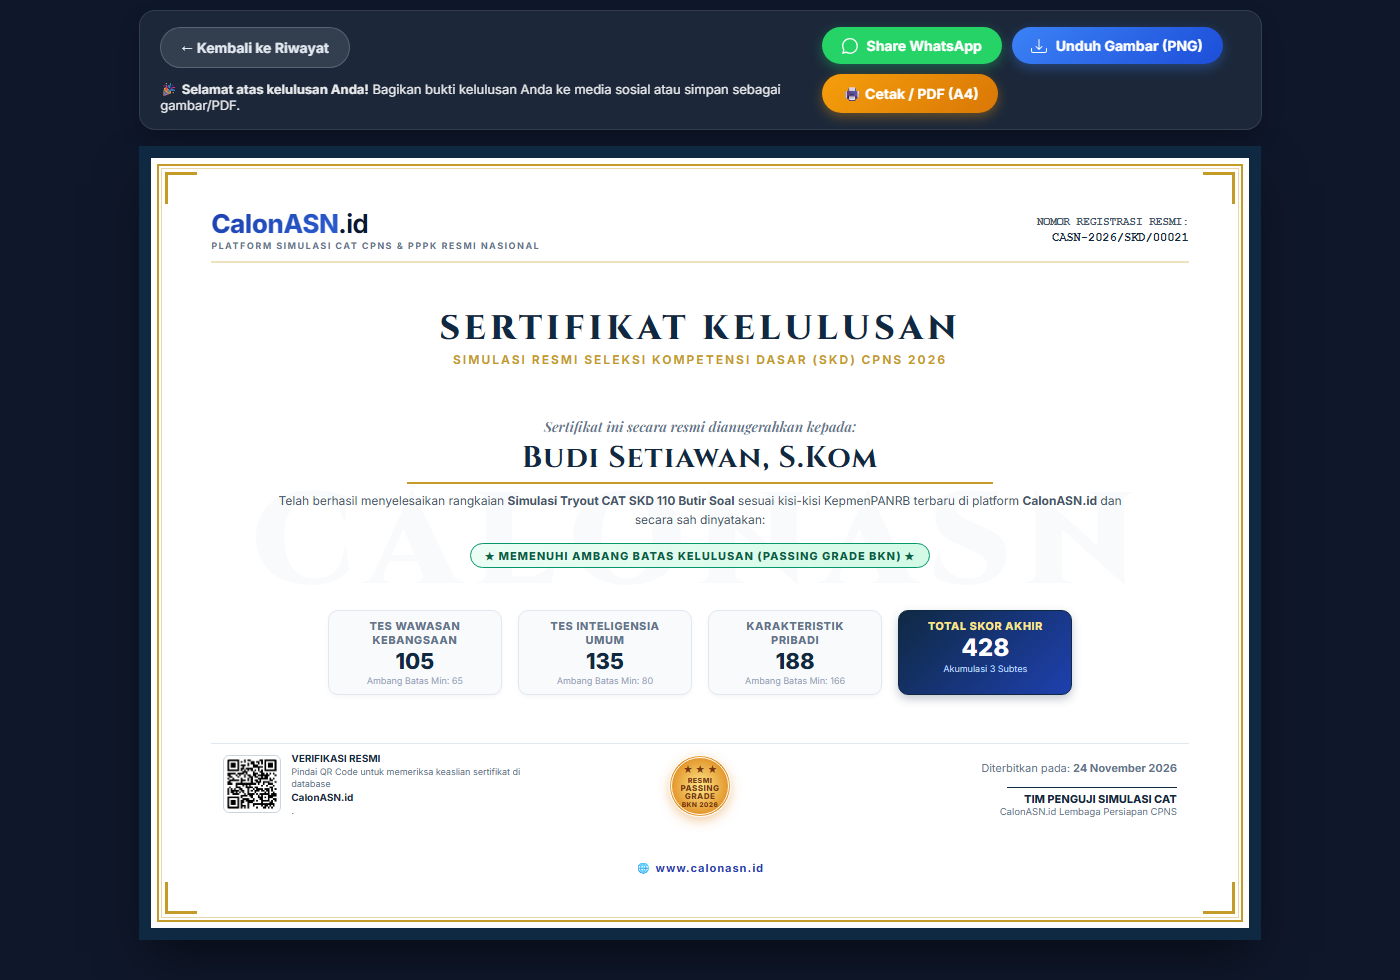 ← Kembali ke Riwayat
🎉 Selamat atas kelulusan Anda! Bagikan bukti kelulusan Anda ke media sosial atau simpan sebagai
gambar/PDF.
Share WhatsApp
Unduh Gambar (PNG)
🖨️ Cetak / PDF (A4)
CalonASN.id
PLATFORM SIMULASI CAT CPNS & PPPK RESMI NASIONAL
NOMOR REGISTRASI RESMI:
CASN-2026/SKD/00021
SERTIFIKAT KELULUSAN
SIMULASI RESMI SELEKSI KOMPETENSI DASAR (SKD) CPNS 2026
Sertifikat ini secara resmi dianugerahkan kepada:
Budi Setiawan, S.Kom
Telah berhasil menyelesaikan rangkaian Simulasi Tryout CAT SKD 110 Butir Soal sesuai kisi-kisi KepmenPANRB terbaru di platform CalonASN.id dan
secara sah dinyatakan:
CALONASN
★ MEMENUHI AMBANG BATAS KELULUSAN (PASSING GRADE BKN) ★
TES WAWASAN
KEBANGSAAN
105
Ambang Batas Min: 65
TES INTELIGENSIA
UMUM
135
Ambang Batas Min: 80
KARAKTERISTIK
PRIBADI
188
Ambang Batas Min: 166
TOTAL SKOR AKHIR
428
Akumulasi 3 Subtes
VERIFIKASI RESMI
Pindai QR Code untuk memeriksa keaslian sertifikat di
database
CalonASN.id
.
★ ★ ★
RESMI
PASSING
GRADE
BKN 2026
Diterbitkan pada: 24 November 2026
TIM PENGUJI SIMULASI CAT
CalonASN.id Lembaga Persiapan CPNS
🌐 www.calonasn.id